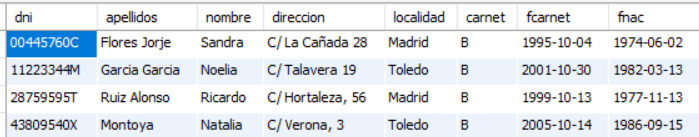 dni apellidos nombre direccion localidad carnet fcarnet fnac
00445760C Flores Jorje Sandra C/ La Cañada 28 Madrid B 1995-10-04 1974-06-02
11223344M Garcia Garcia Noelia C/ Talavera 19 Toledo B 2001-10-30 1982-03-13
28759595T Ruiz Alonso Ricardo C/ Hortaleza, 56 Madrid B 1999-10-13 1977-11-13
43809540X Montoya Natalia C/ Verona, 3 Toledo B 2005-10-14 1986-09-15